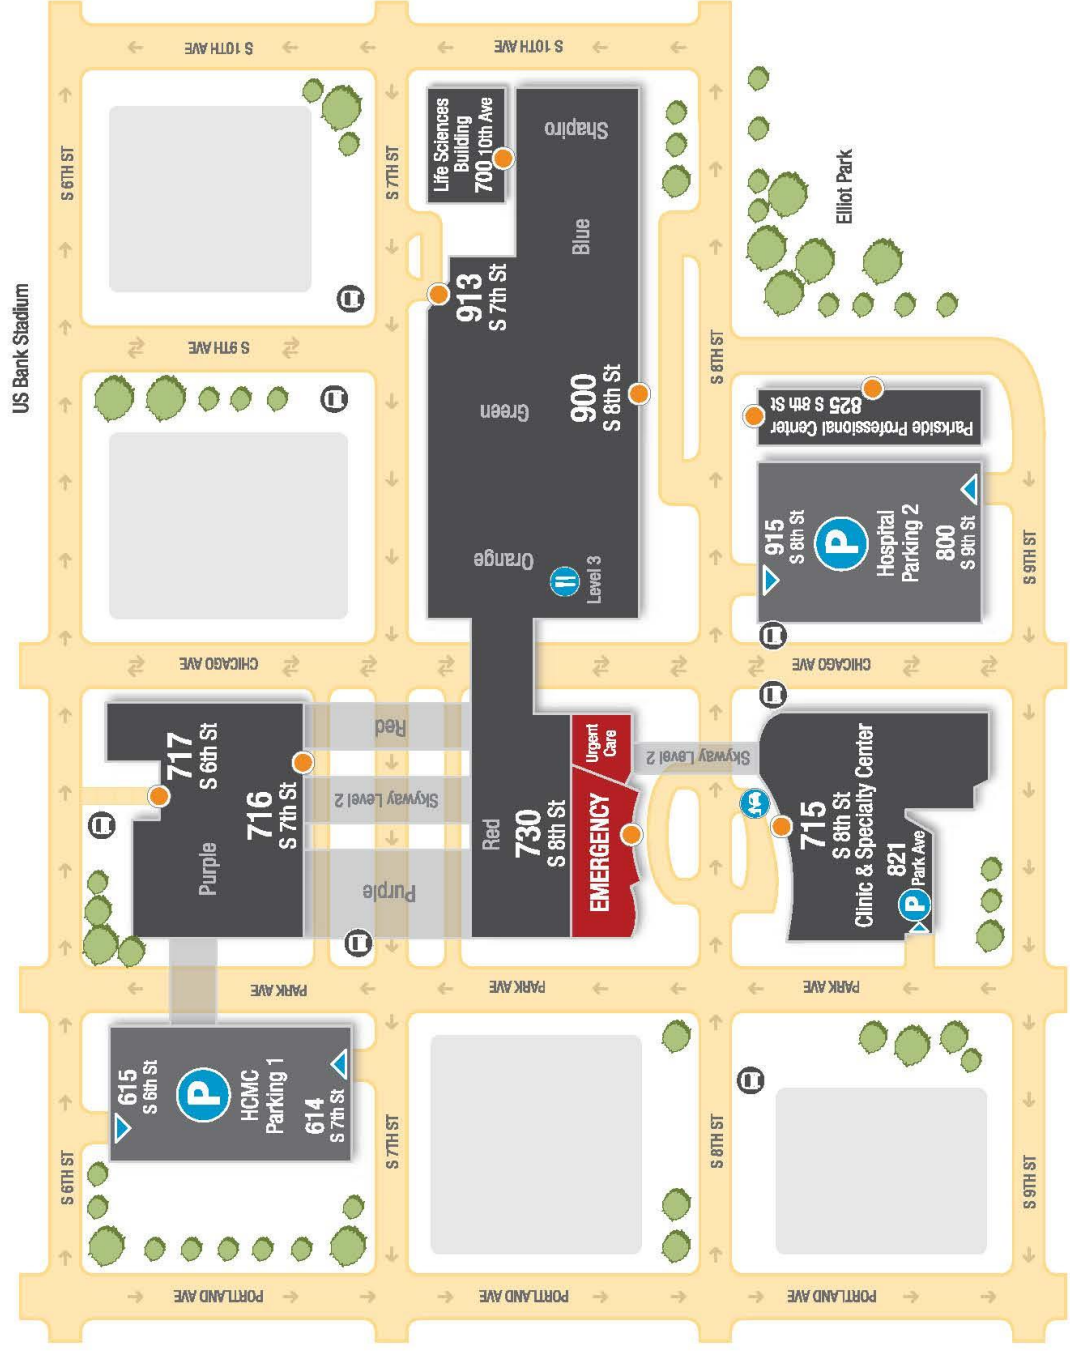 US Bank Stadium
S 6TH ST
S 6TH ST
S 7TH ST
S 7TH ST
S 8TH ST
S 8TH ST
S 9TH ST
S 9TH ST
S 10TH AVE
S 10TH AVE
S 9TH AVE
CHICAGO AVE
CHICAGO AVE
PARK AVE
PARK AVE
PARK AVE
PORTLAND AVE
PORTLAND AVE
PORTLAND AVE
615
S 6th St
P
HCMC
Parking 1
614
S 7th St
717
S 6th St
716
S 7th St
Purple
Red
Skyway Level 2
Purple
Red
730
S 8th St
EMERGENCY
Urgent
Care
Skyway Level 2
715
S 8th St
Clinic & Specialty Center
821
Park Ave
P
Life Sciences
Building
700 10th Ave
Shapiro
Blue
913
S 7th St
Green
900
S 8th St
Orange
Level 3
915
S 8th St
P
Hospital
Parking 2
800
S 9th St
Parkside Professional Center
825 S 8th St
Elliot Park